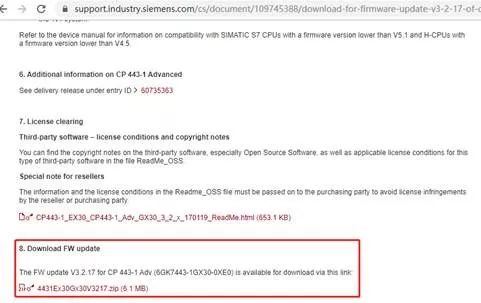 support.industry.siemens.com/cs/document/109745388/download-for-firmware-update-v3-2-17-of-c
Refer to the device manual for information on compatibility with SIMATIC S7 CPUs with a firmware version lower than V5.1 and H-CPUs with
a firmware version lower than V4.5
6. Additional information on CP 443-1 Advanced
See delivery release under entry ID > 60735363
7. License clearing
Third-party software – license conditions and copyright notes
You can find the copyright notes on the third-party software, especially Open Source Software, as well as applicable license conditions for this
type of third-party software in the file ReadMe_OSS.
Special note for resellers
The information and the license conditions in the Readme_OSS file must be passed on to the purchasing party to avoid license infringements
by the reseller or purchasing party.
CP443-1_EX30_CP443-1_Adv_GX30_3_2_x_170119_ReadMe.html (653.1 KB)
8. Download FW update
The FW update V3.2.17 for CP 443-1 Adv (6GK7443-1GX30-0XE0) is available for download via this link:
4431Ex30Gx30V3217.zip (6.1 MB)